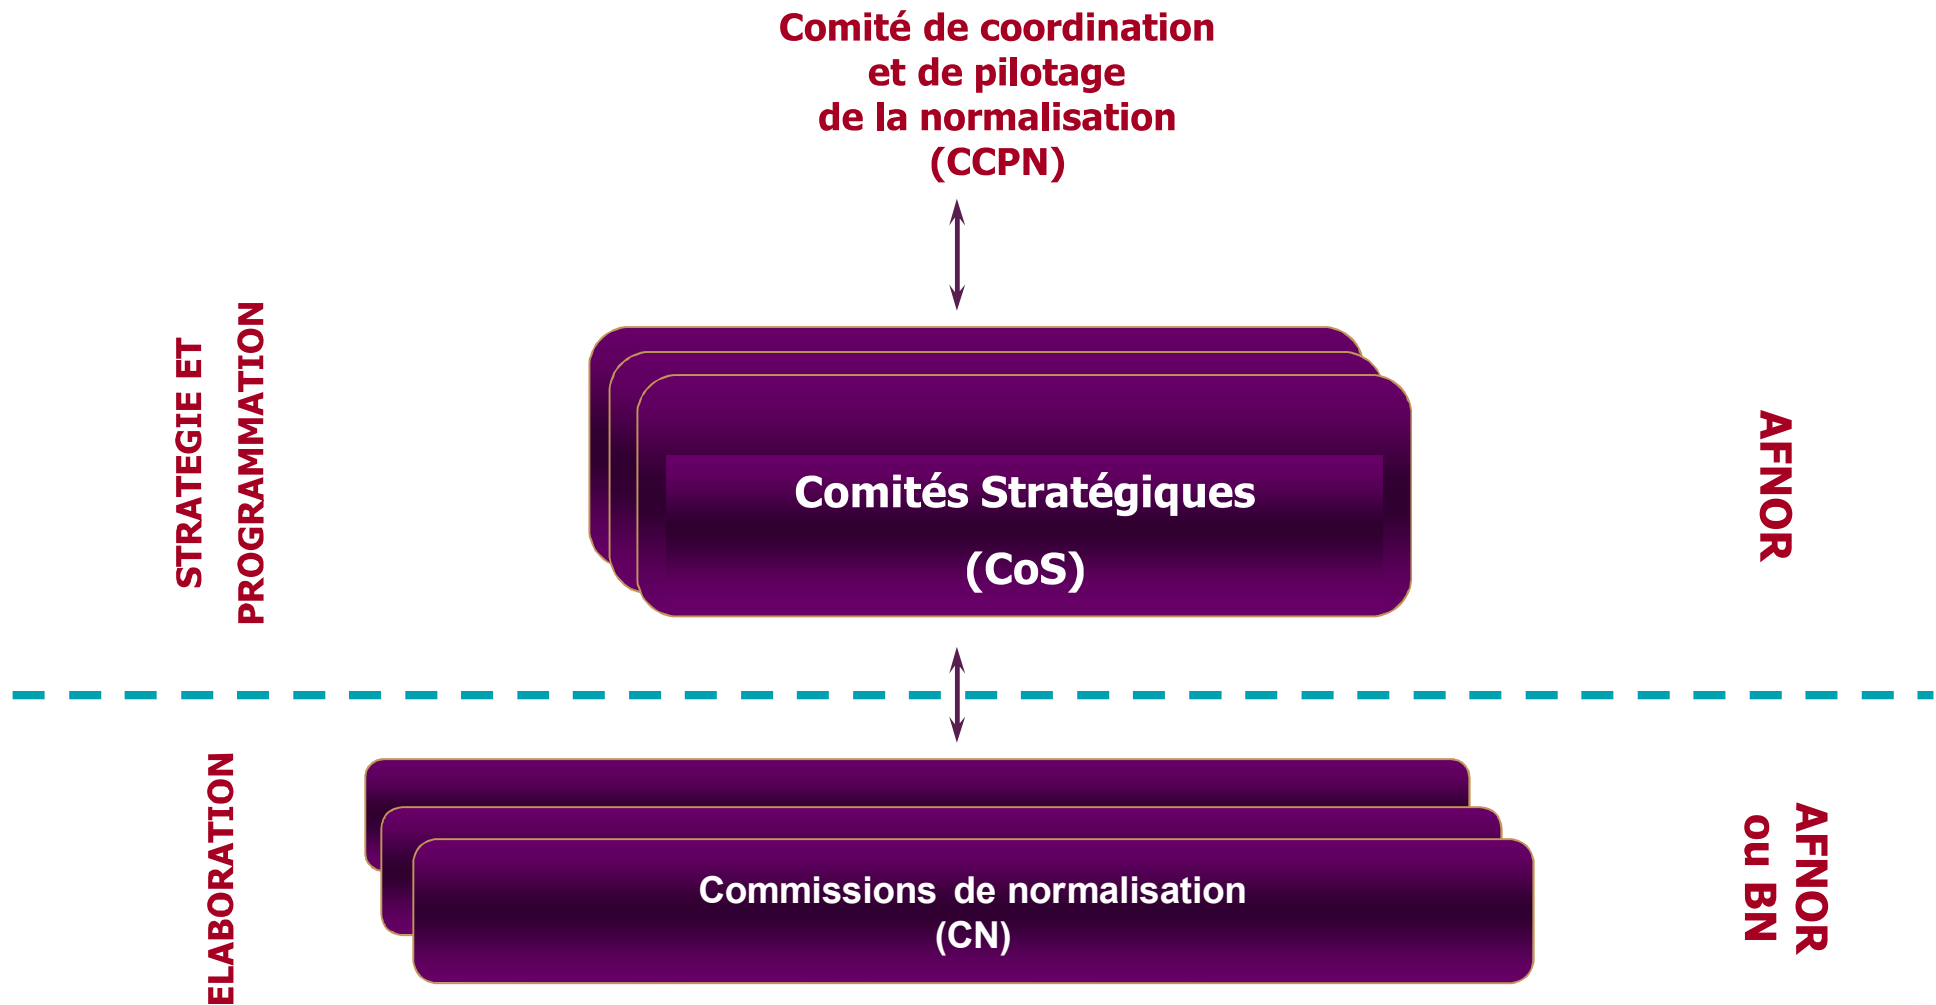 Comité de coordination
et de pilotage
de la normalisation
(CCPN)
STRATEGIE ET
PROGRAMMATION
Comités Stratégiques
(CoS)
AFNOR
ELABORATION
Commissions de normalisation
(CN)
AFNOR
ou BN